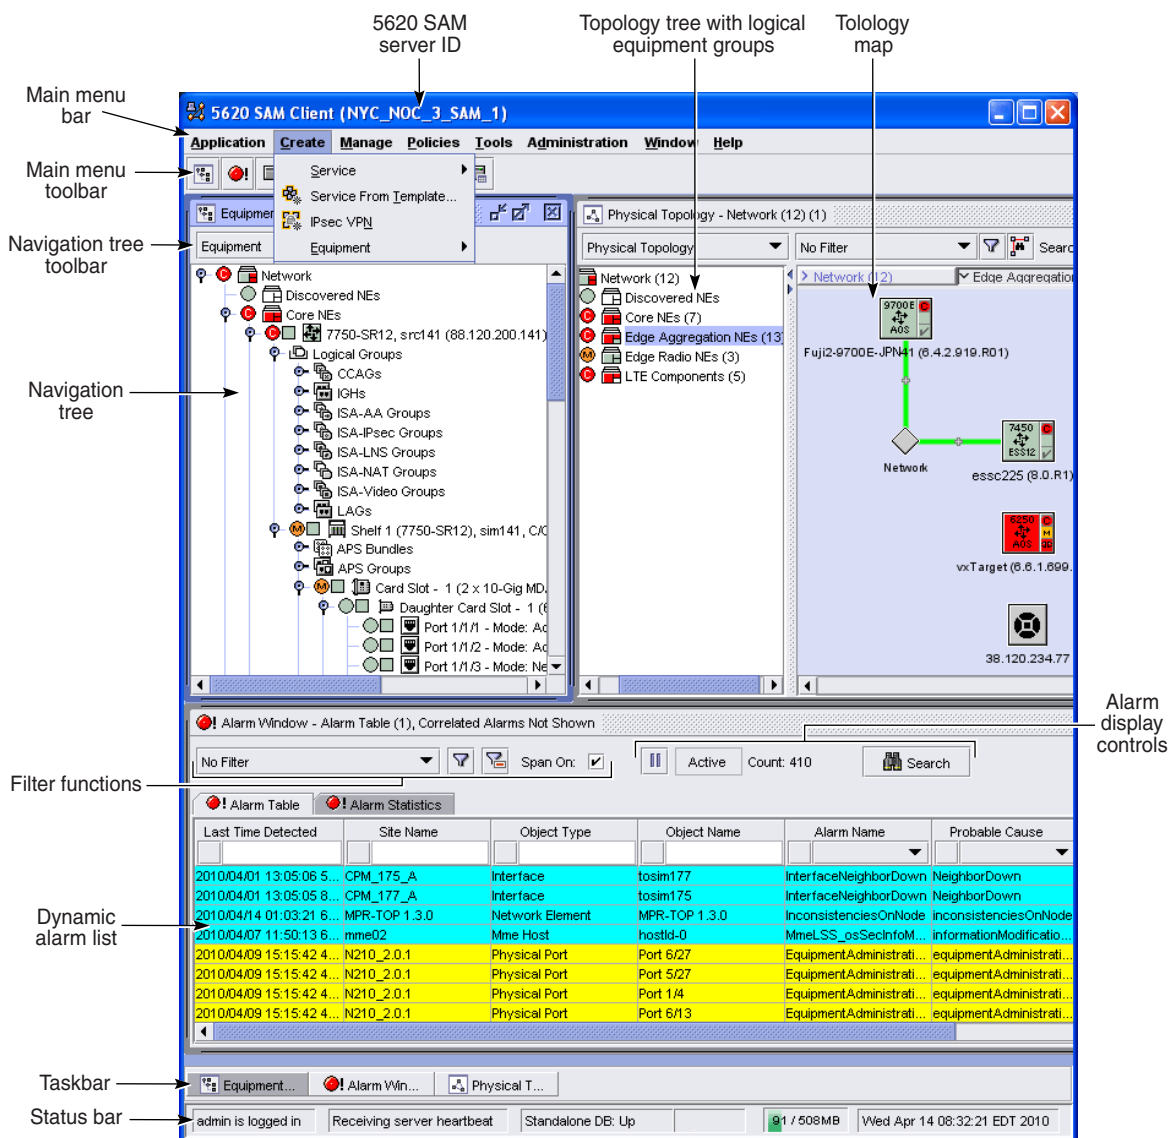 5620 SAM
server ID
Topology tree with logical
equipment groups
Tolology
map
Main menu
bar
5620 SAM Client (NYC_NOC_3_SAM_1)
Application Create Manage Policies Tools Administration Window Help
Main menu
toolbar
Service
Service From Template...
IPsec VPN
Equipment
Navigation tree
toolbar
Equipmen
Equipment
Physical Topology - Network (12) (1)
Physical Topology
No Filter
Searc
Network
Discovered NEs
Core NEs
7750-SR12, src141 (88.120.200.141)
Logical Groups
CCAGs
IGHs
ISA-AA Groups
ISA-IPsec Groups
ISA-LNS Groups
ISA-NAT Groups
ISA-Video Groups
LAGs
Shelf 1 (7750-SR12), sim141, C/C
APS Bundles
APS Groups
Card Slot - 1 (2 x 10-Gig MD.
Daughter Card Slot - 1 (6
Port 1/1/1 - Mode: Ac
Port 1/1/2 - Mode: Ac
Port 1/1/3 - Mode: Ne
Navigation
tree
Network (12)
Discovered NEs
Core NEs (7)
Edge Aggregation NEs (13
Edge Radio NEs (3)
LTE Components (5)
Network (12)
Edge Aggregation
9700E
AOS
Fuji2-9700E-JPN41 (6.4.2.919.R01)
Network
7450
ESS12
essc225 (8.0.R1)
6250
AOS
vxTarget (6.6.1.699.
38.120.234.77
Alarm
display
controls
Alarm Window - Alarm Table (1), Correlated Alarms Not Shown
No Filter
Span On:
Active
Count: 410
Search
Filter functions
Alarm Table
Alarm Statistics
Last Time Detected Site Name Object Type Object Name Alarm Name Probable Cause
2010/04/01 13:05:06 5... CPM_175_A Interface tosim177 InterfaceNeighborDown NeighborDown
2010/04/01 13:05:05 8... CPM_177_A Interface tosim175 InterfaceNeighborDown NeighborDown
2010/04/14 01:03:21 6... MPR-TOP 1.3.0 Network Element MPR-TOP 1.3.0 InconsistenciesOnNode inconsistenciesOnNode
2010/04/07 11:50:13 6... mme02 Mme Host hostId-0 MmeLSS_osSecInfoM... informationModificatio...
2010/04/09 15:15:42 4... N210_2.0.1 Physical Port Port 6/27 EquipmentAdministrati... equipmentAdministrati...
2010/04/09 15:15:42 4... N210_2.0.1 Physical Port Port 5/27 EquipmentAdministrati... equipmentAdministrati...
2010/04/09 15:15:42 4... N210_2.0.1 Physical Port Port 1/4 EquipmentAdministrati... equipmentAdministrati...
2010/04/09 15:15:42 4... N210_2.0.1 Physical Port Port 6/13 EquipmentAdministrati... equipmentAdministrati...
Dynamic
alarm list
Taskbar
Equipment...
Alarm Win...
Physical T...
Status bar
admin is logged in
Receiving server heartbeat
Standalone DB: Up
91 / 508MB
Wed Apr 14 08:32:21 EDT 2010